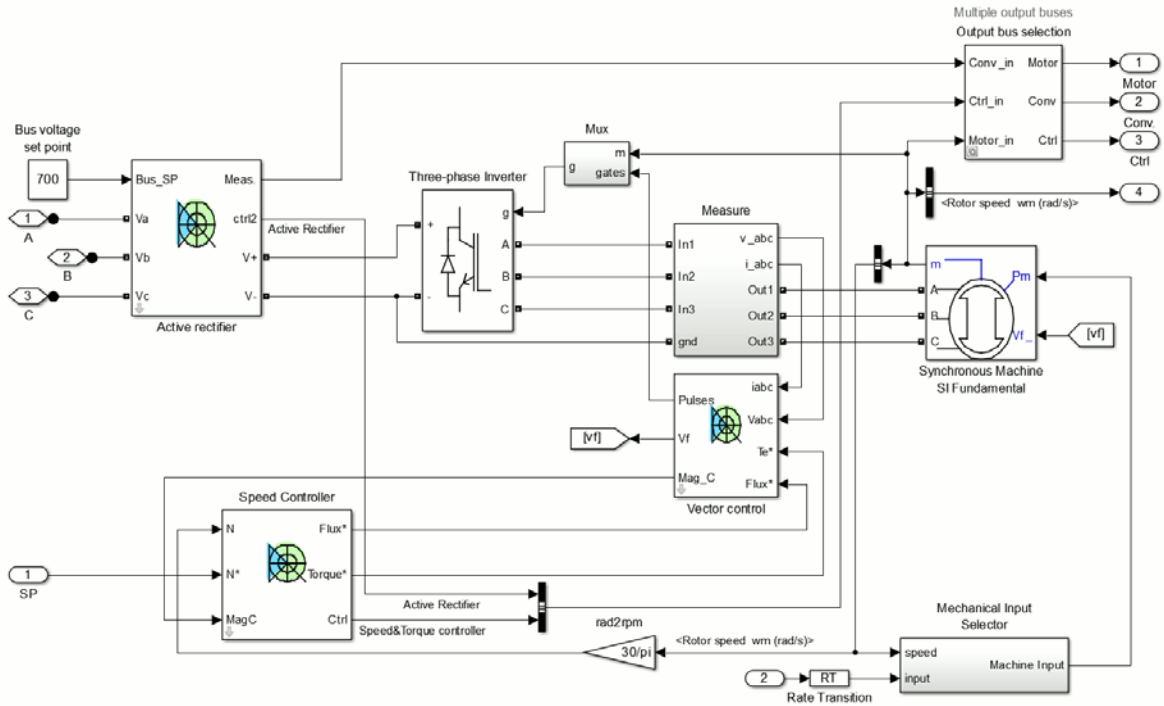 Multiple output buses
Output bus selection
Conv_in
Motor
1
Motor
Ctrl_in
Conv
2
Conv.
Motor_in
Ctrl
3
Ctrl
Bus voltage
set point
700
Bus_SP
Meas.
1
A
Va
ctrl2
Active Rectifier
2
B
Vb
V+
3
C
Vc
V-
Active rectifier
Mux
m
g
gates
Three-phase Inverter
g
+
A
B
-
C
Measure
v_abc
i_abc
In1
Out1
In2
Out2
In3
Out3
gnd
<Rotor speed wm (rad/s)>
4
m
Pm
A
B
C
Vf_
[vf]
Synchronous Machine
SI Fundamental
iabc
Pulses
Vabc
Vf
Te*
Mag_C
Flux*
Vector control
[vf]
Speed Controller
N
Flux*
1
SP
N*
Torque*
MagC
Ctrl
Active Rectifier
Speed&Torque controller
rad2rpm
30/pi
<Rotor speed wm (rad/s)>
Mechanical Input
Selector
speed
Machine Input
input
2
RT
Rate Transition